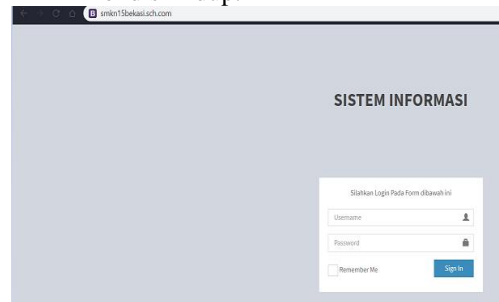 smkn15bekasi.sch.com
SISTEM INFORMASI
Silahkan Login Pada Form dibawah ini
Username
Password
Remember Me
Sign In